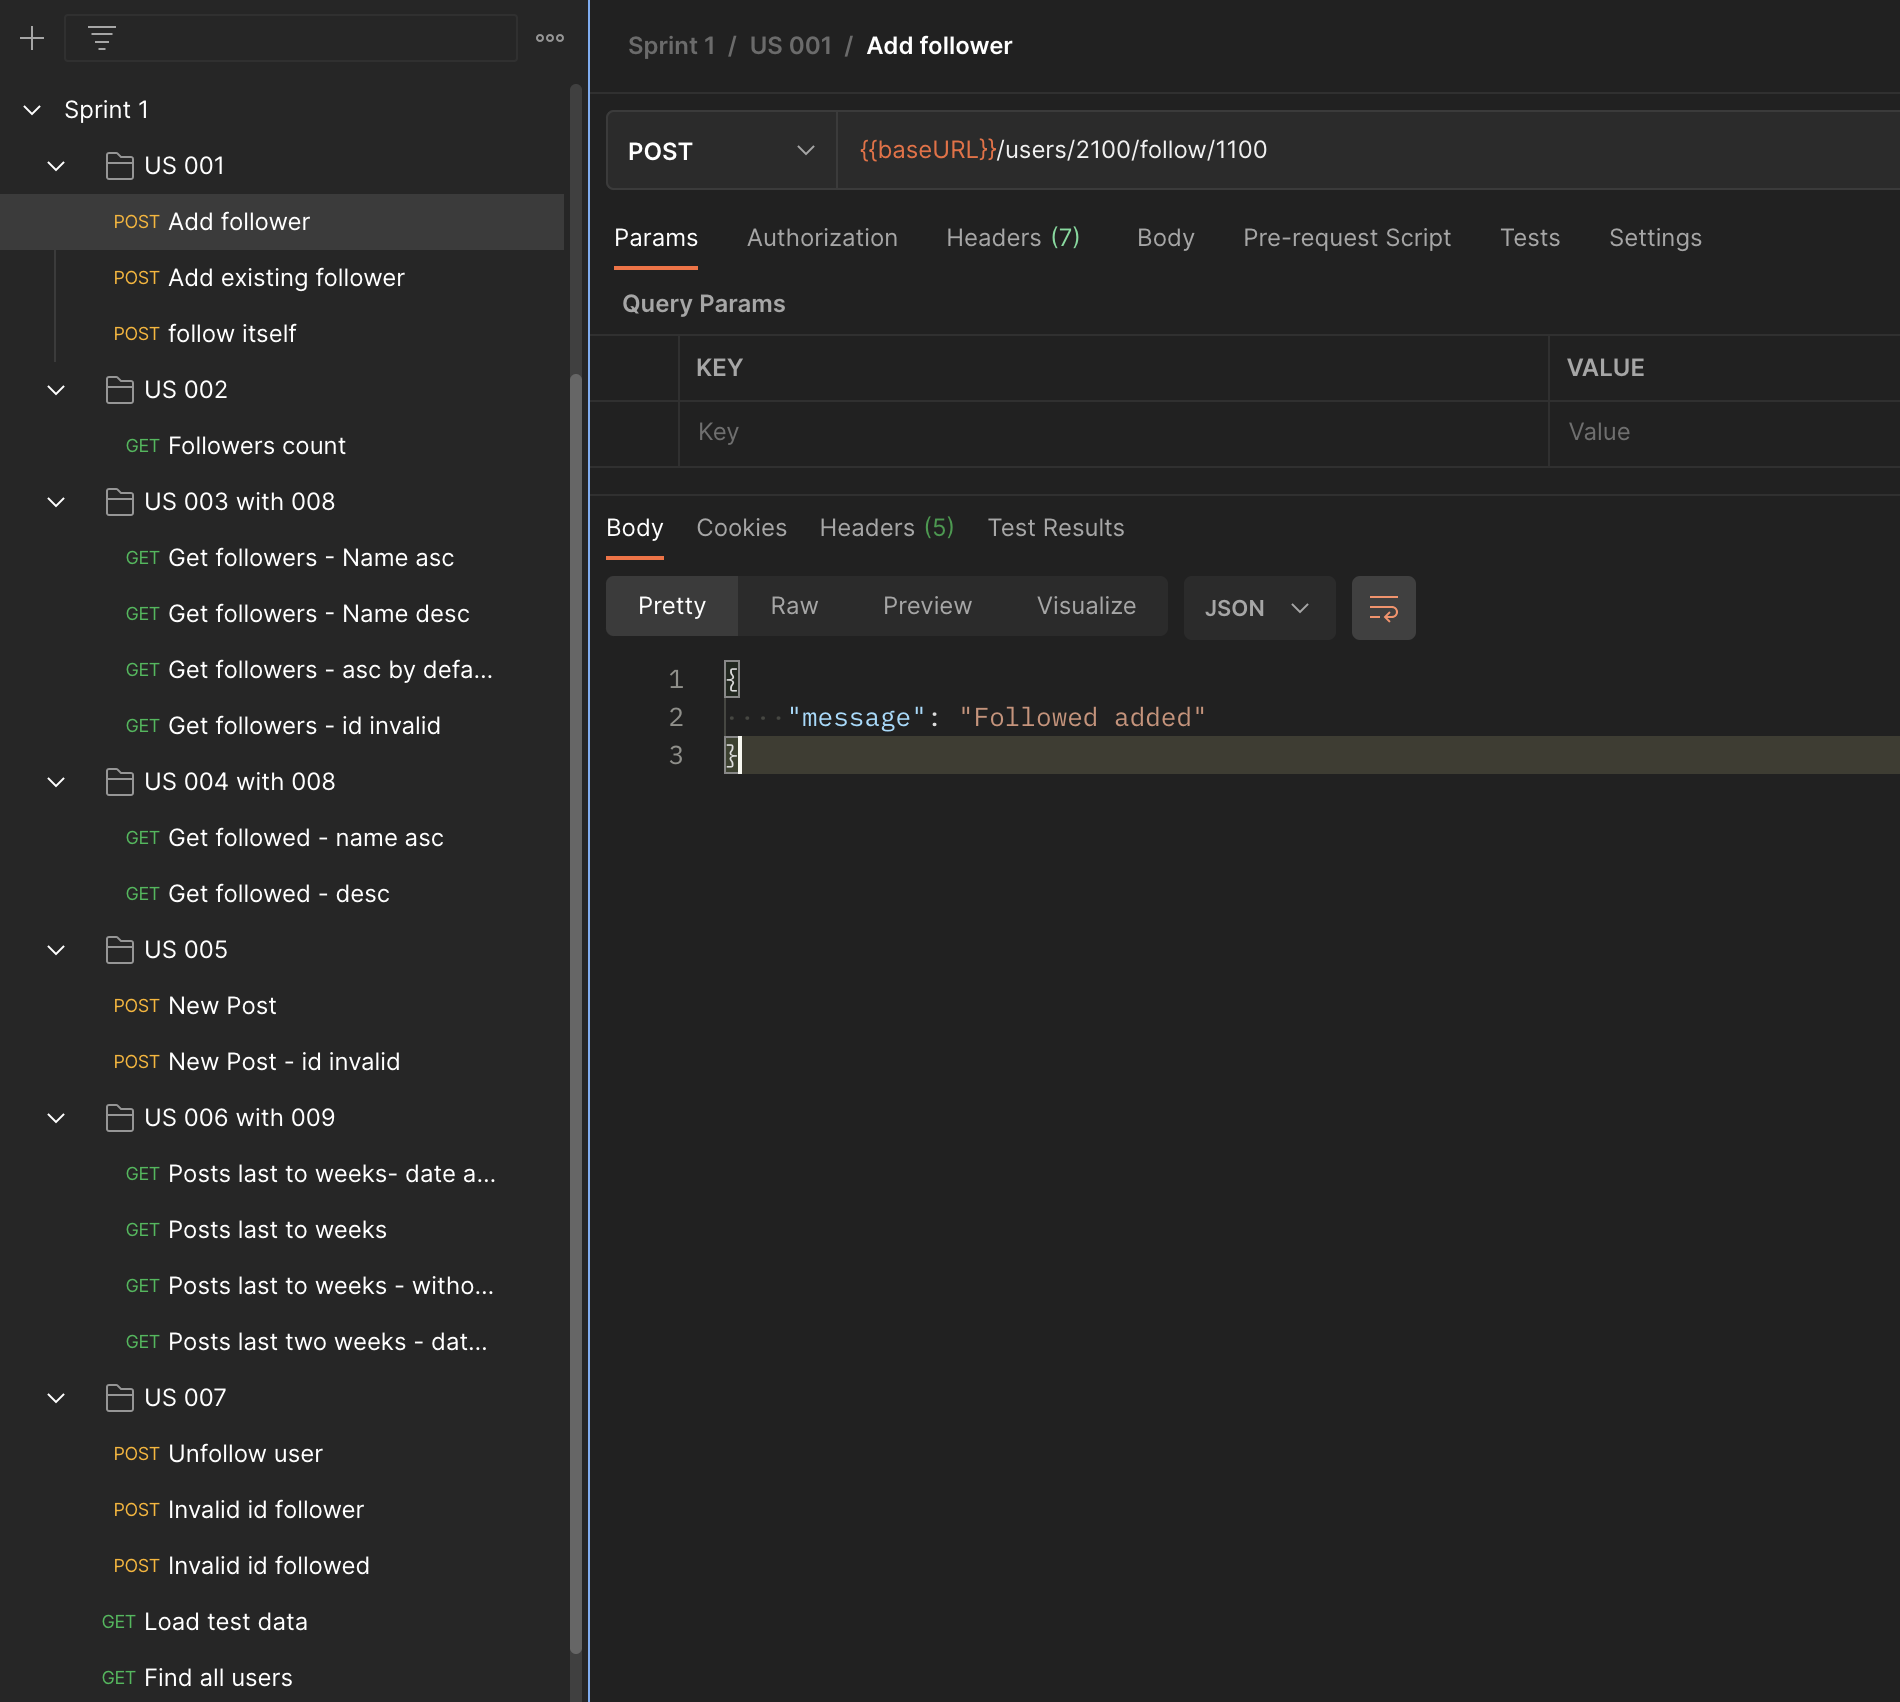 Sprint 1
US 001
POST Add follower
POST Add existing follower
POST follow itself
US 002
GET Followers count
US 003 with 008
GET Get followers - Name asc
GET Get followers - Name desc
GET Get followers - asc by defa...
GET Get followers - id invalid
US 004 with 008
GET Get followed - name asc
GET Get followed - desc
US 005
POST New Post
POST New Post - id invalid
US 006 with 009
GET Posts last to weeks- date a...
GET Posts last to weeks
GET Posts last to weeks - witho...
GET Posts last two weeks - dat...
US 007
POST Unfollow user
POST Invalid id follower
POST Invalid id followed
GET Load test data
GET Find all users
Sprint 1 / US 001 / Add follower
POST {{baseURL}}/users/2100/follow/1100
Params Authorization Headers (7) Body Pre-request Script Tests Settings
Query Params
KEY VALUE
Key Value
Body Cookies Headers (5) Test Results
Pretty Raw Preview Visualize JSON
1 {
2 "message": "Followed added"
3 }